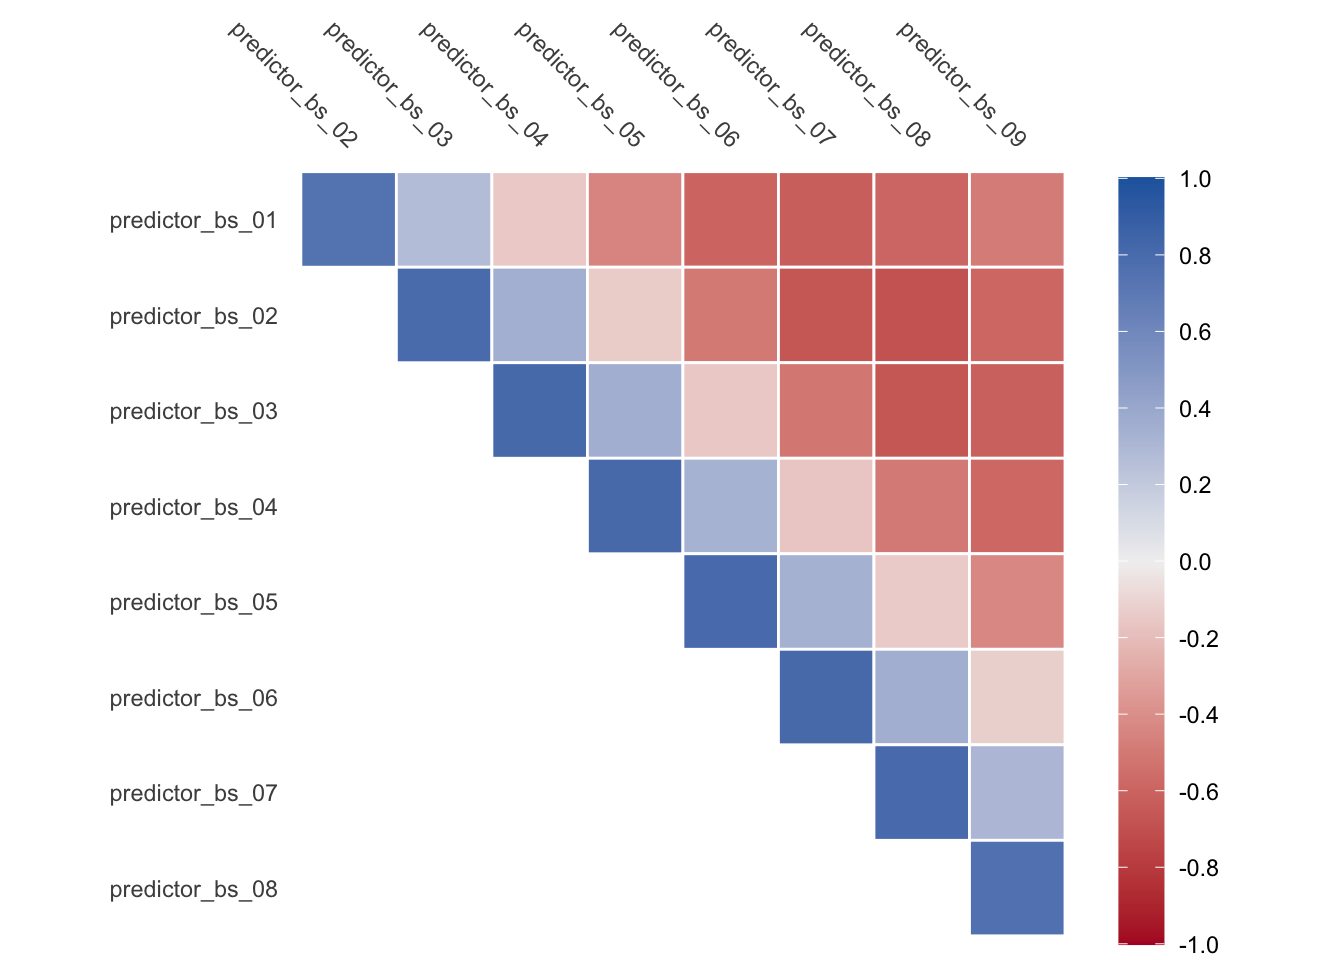 predictor_bs_02
predictor_bs_03
predictor_bs_04
predictor_bs_05
predictor_bs_06
predictor_bs_07
predictor_bs_08
predictor_bs_09
predictor_bs_01
predictor_bs_02
predictor_bs_03
predictor_bs_04
predictor_bs_05
predictor_bs_06
predictor_bs_07
predictor_bs_08
1.0
0.8
0.6
0.4
0.2
0.0
-0.2
-0.4
-0.6
-0.8
-1.0